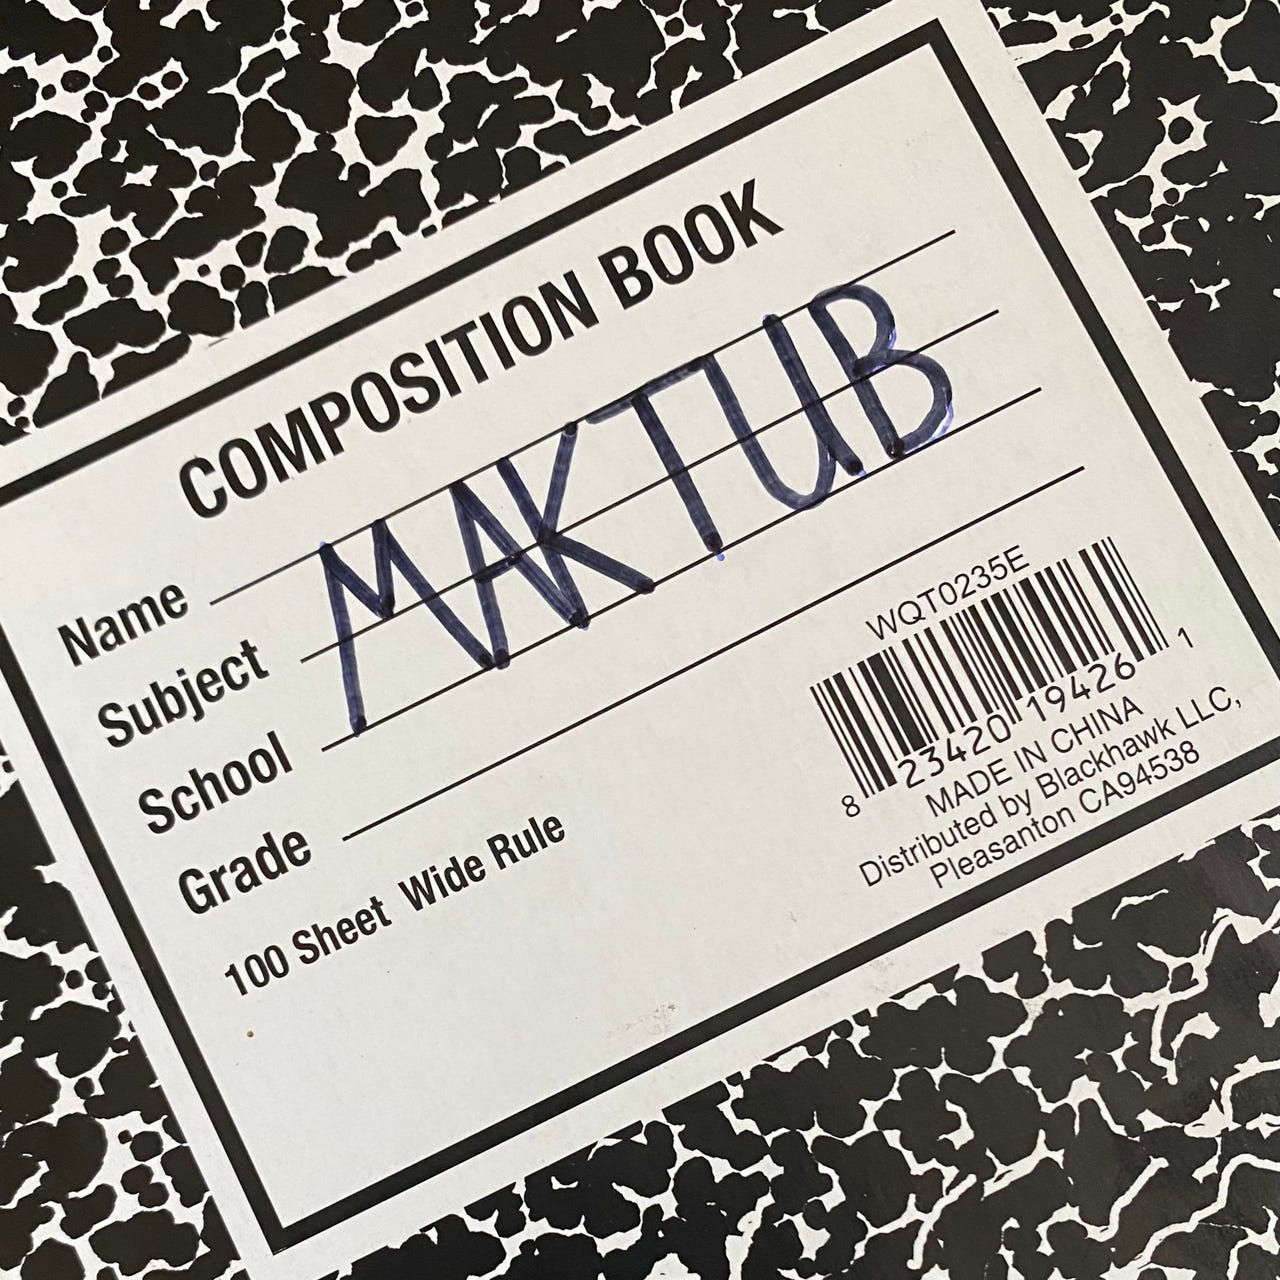 COMPOSITION BOOK
MAKTUB
Name
Subject
School
Grade
100 Sheet Wide Rule
WQT0235E
8 23420 19426 1
MADE IN CHINA
Distributed by Blackhawk LLC,
Pleasanton CA94538